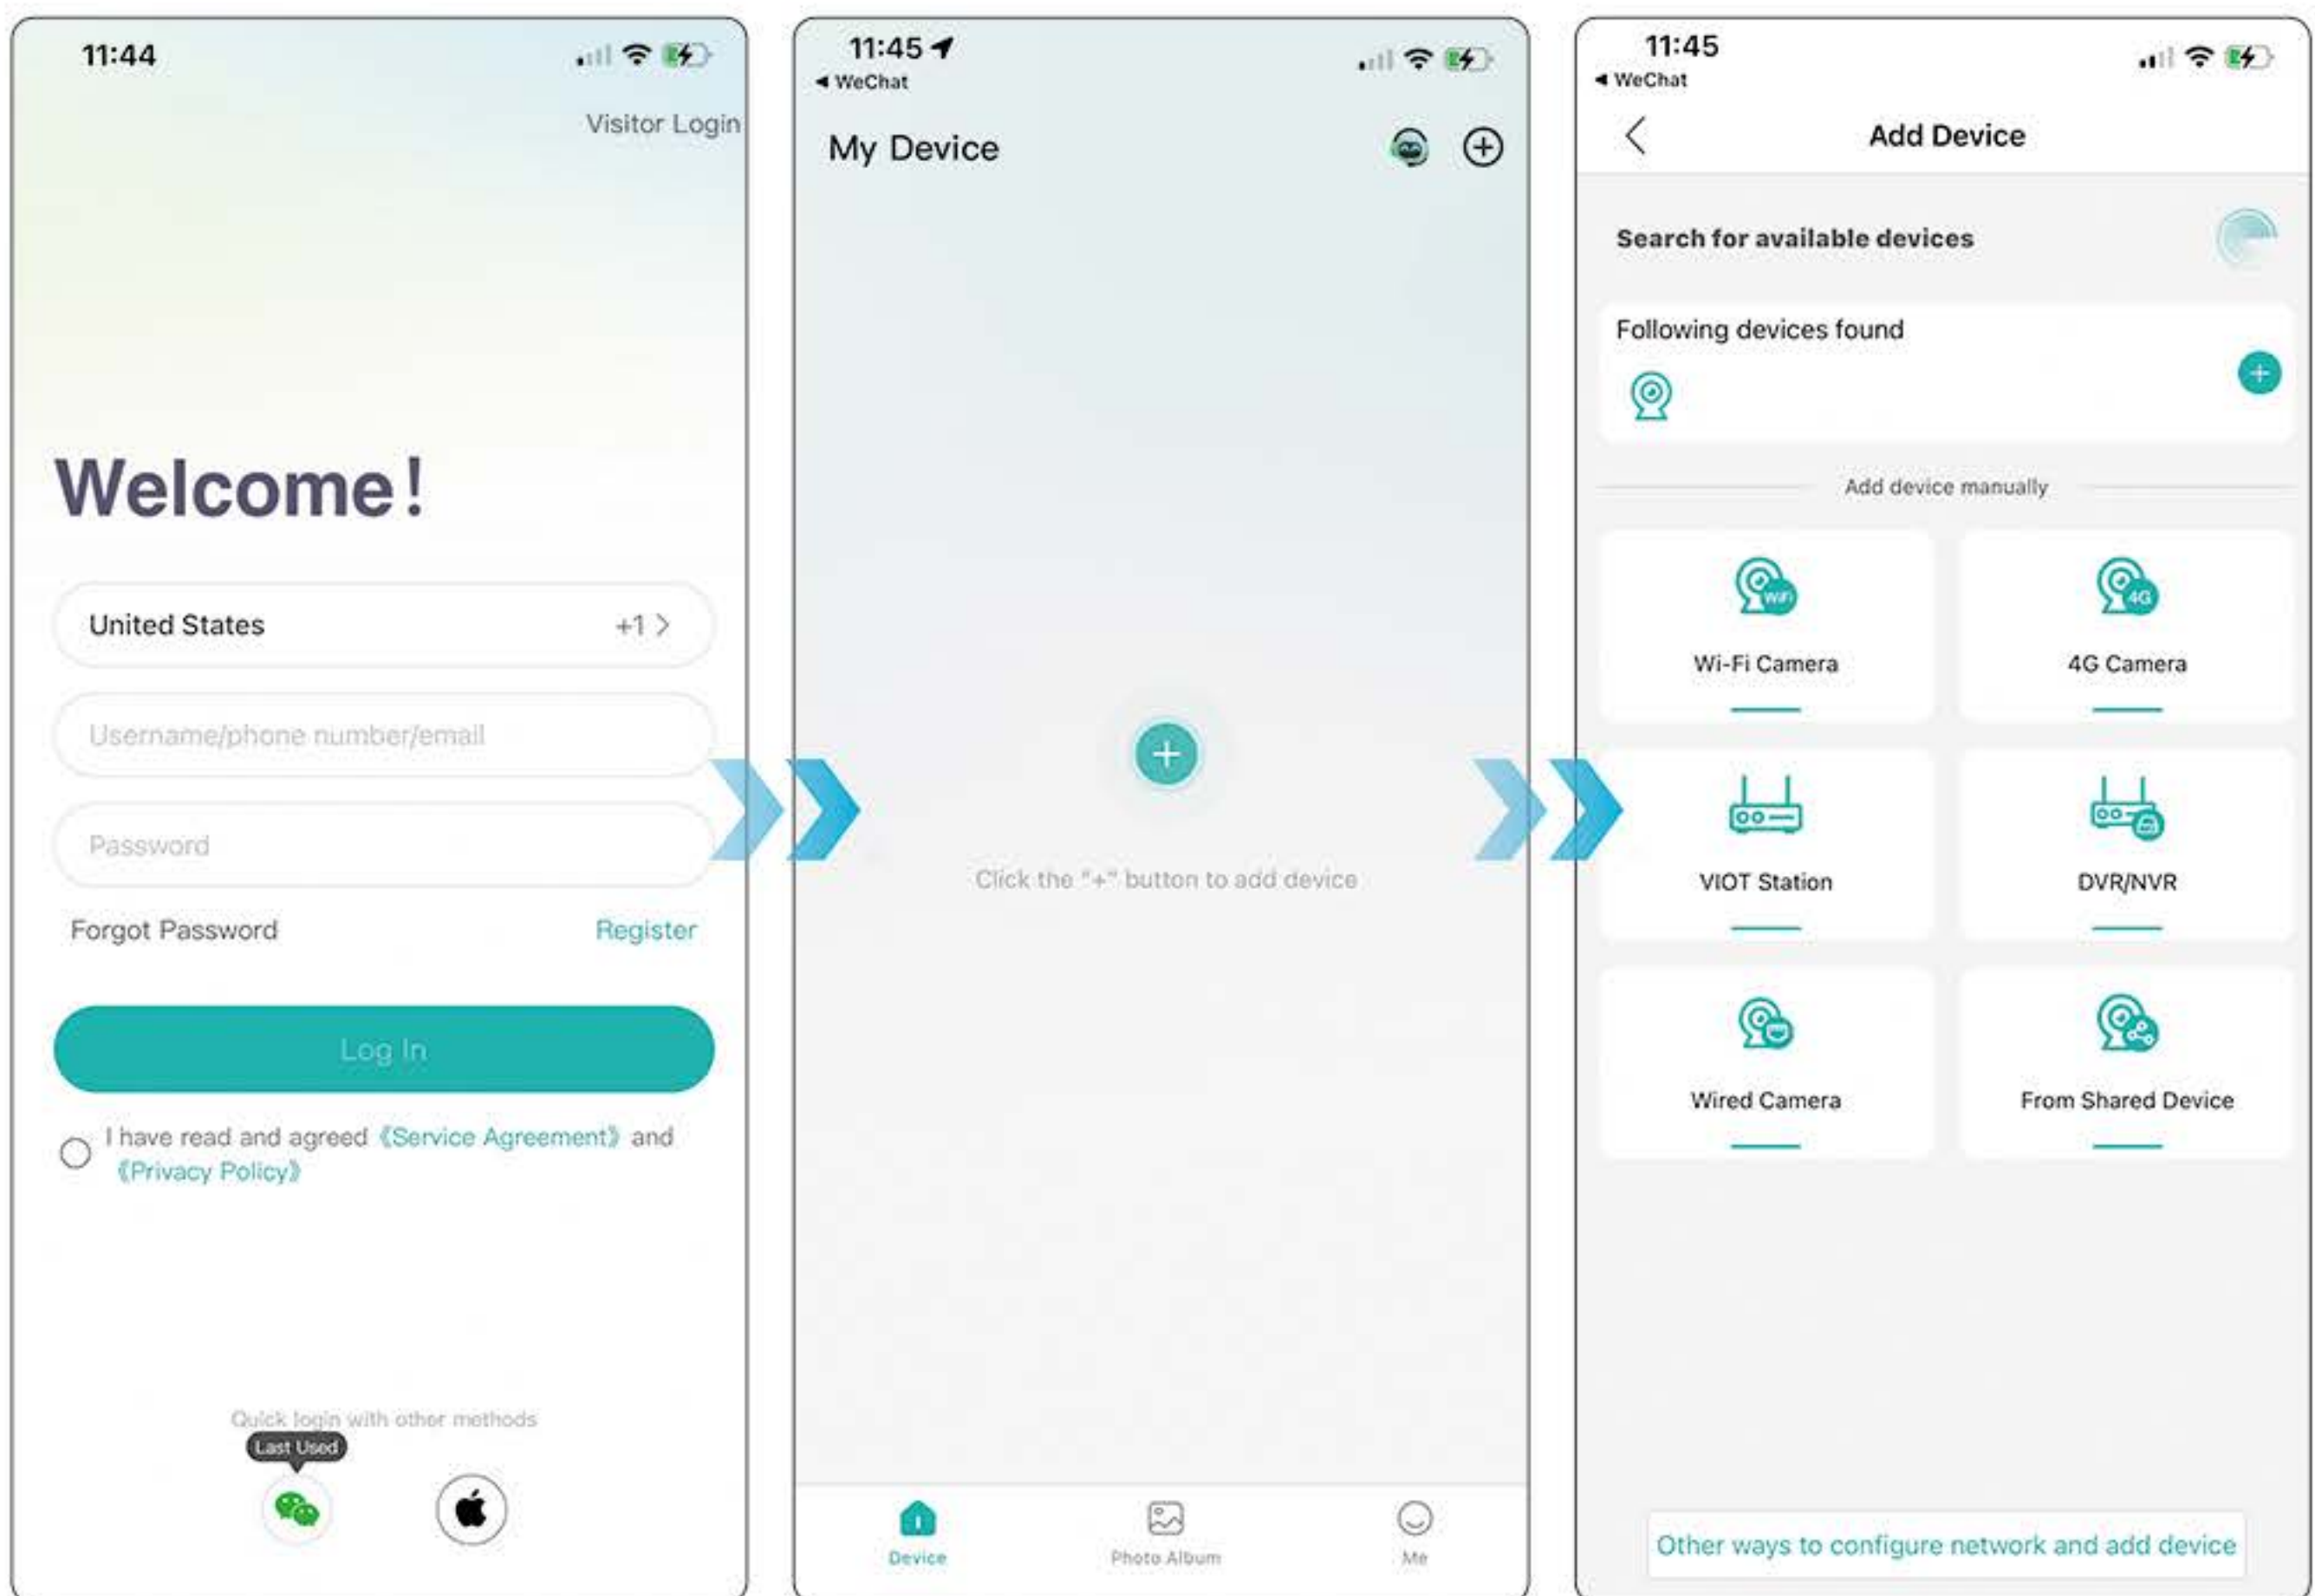 11:44
Visitor Login
Welcome!
United States +1 >
Username/phone number/email
Password
Forgot Password Register
Log In
I have read and agreed 《Service Agreement》 and
《Privacy Policy》
Quick login with other methods
Last Used
11:45
◀ WeChat
My Device
+
Click the "+" button to add device
Device Photo Album Me
11:45
◀ WeChat
Add Device
Search for available devices
Following devices found
Add device manually
WiFi 4G
Wi-Fi Camera 4G Camera
VIOT Station DVR/NVR
Wired Camera From Shared Device
Other ways to configure network and add device